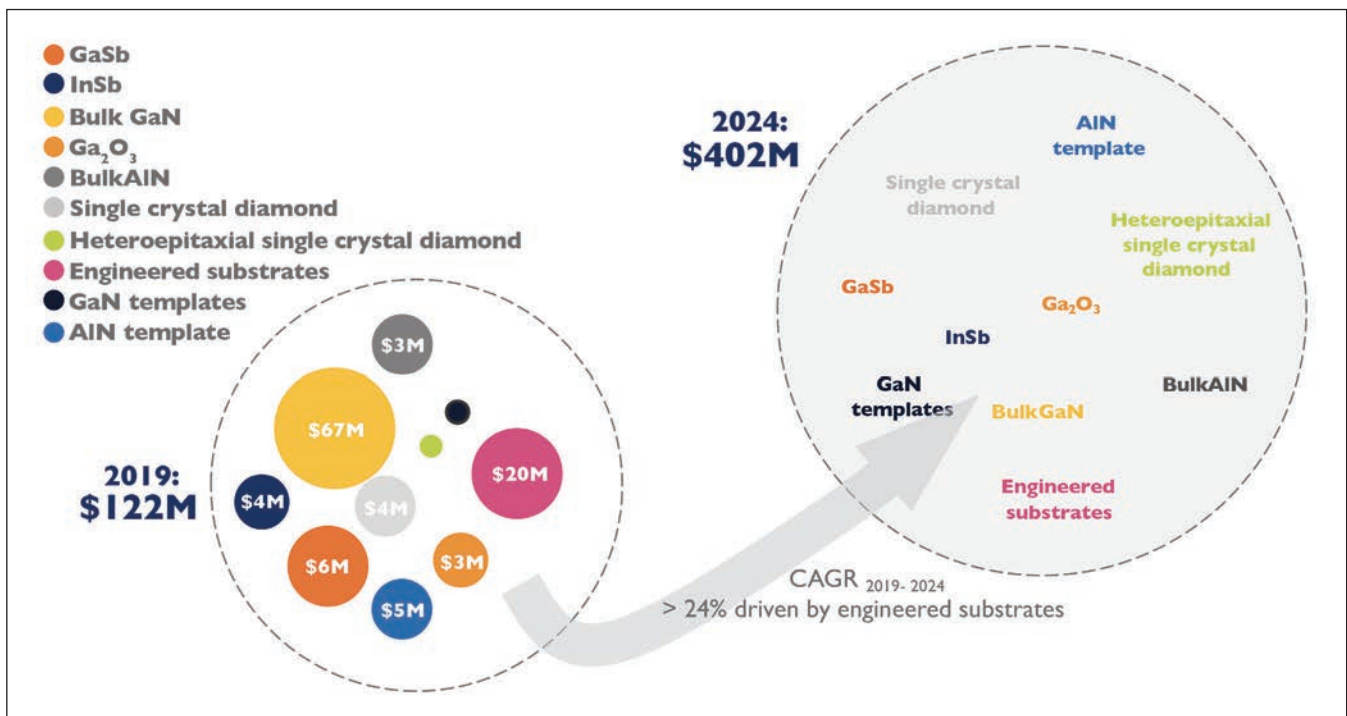 GaSb
InSb
Bulk GaN
Ga₂O₃
BulkAlN
Single crystal diamond
Heteroepitaxial single crystal diamond
Engineered substrates
GaN templates
AlN template
2019:
$122M
$3M
$67M
$20M
$4M
$4M
$6M
$3M
$5M
2024:
$402M
AlN
template
Single crystal
diamond
Heteroepitaxial
single crystal
diamond
GaSb
Ga₂O₃
InSb
GaN
templates
BulkGaN
BulkAlN
Engineered
substrates
CAGR 2019- 2024
> 24% driven by engineered substrates